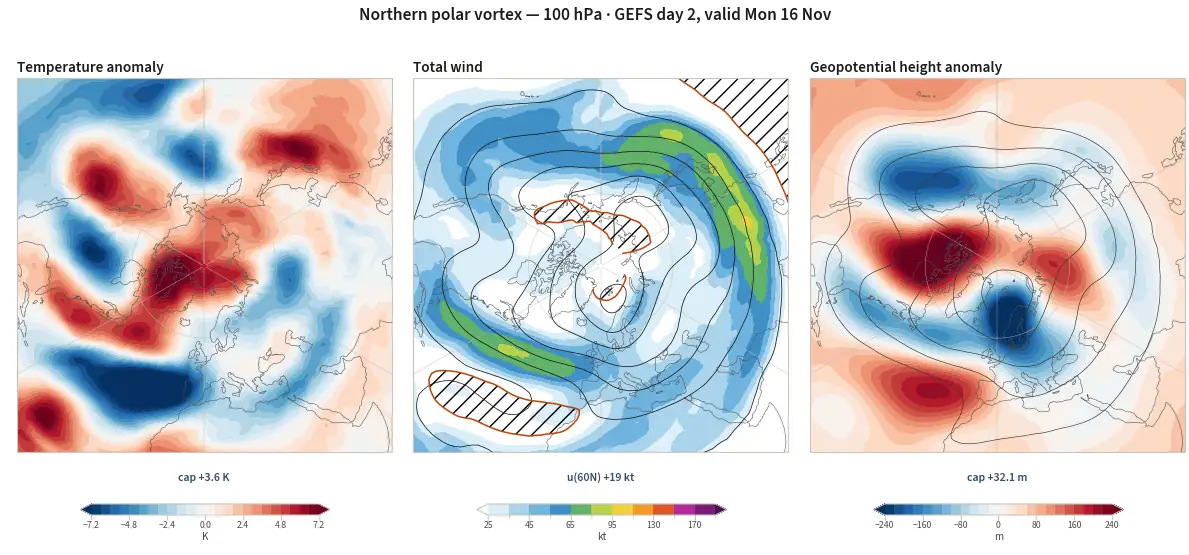 Northern polar vortex — 100 hPa · GEFS day 2, valid Mon 16 Nov
Temperature anomaly
Total wind
Geopotential height anomaly
cap +3.6 K
u(60N) +19 kt
cap +32.1 m
−7.2 −4.8 −2.4 0.0 2.4 4.8 7.2
K
25 45 65 90 110 130 170
kt
−240 −160 −80 0 80 160 240
m